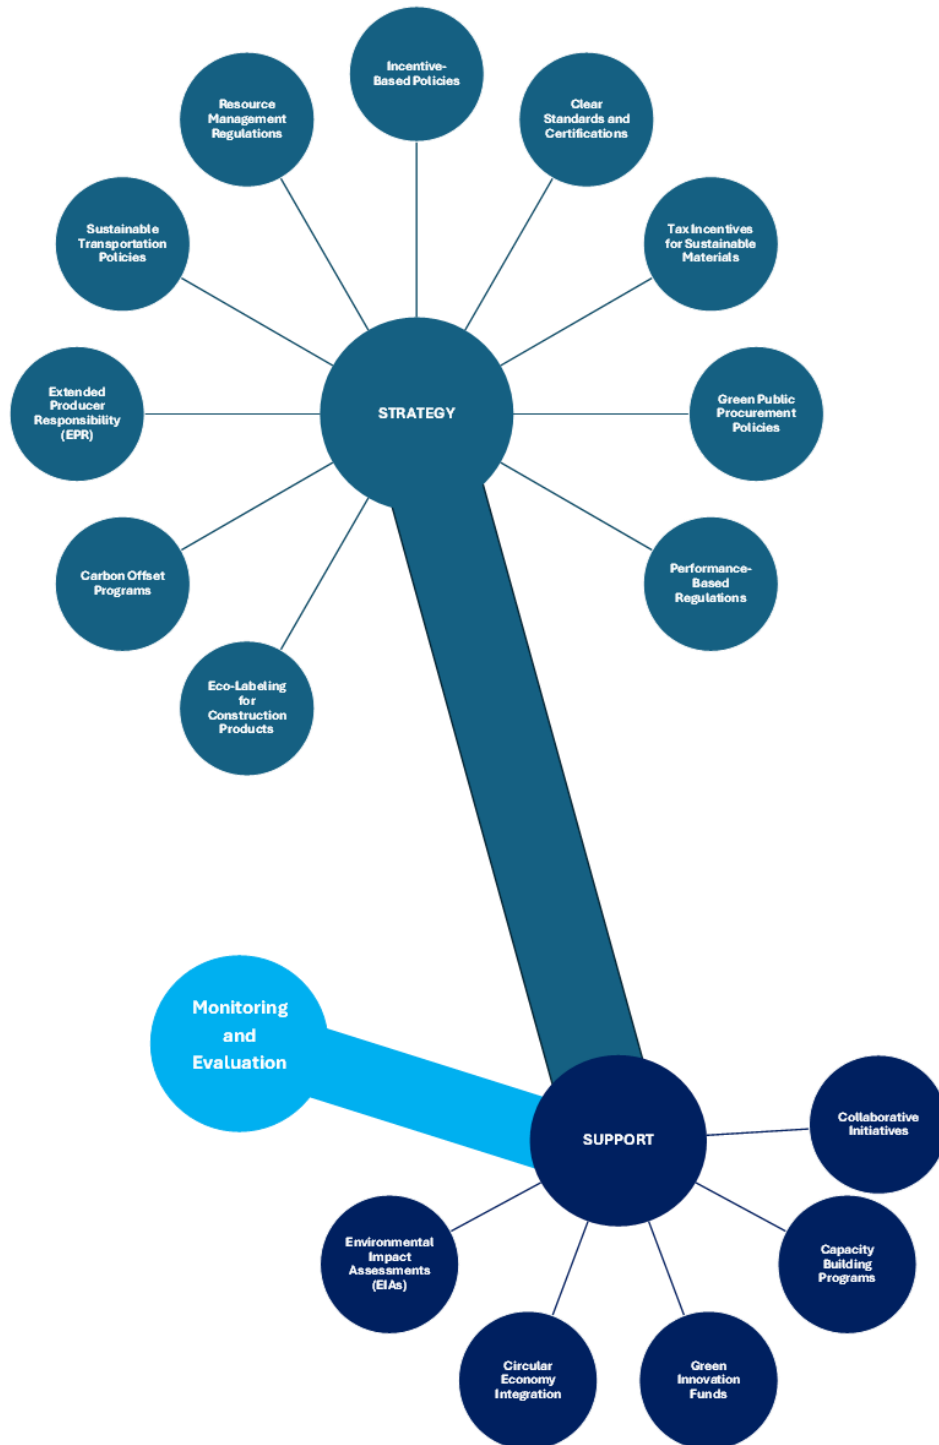 Incentive-
Based Policies
Resource
Management
Regulations
Clear
Standards and
Certifications
Sustainable
Transportation
Policies
Tax Incentives
for Sustainable
Materials
Extended
Producer
Responsibility
(EPR)
STRATEGY
Green Public
Procurement
Policies
Carbon Offset
Programs
Performance-
Based
Regulations
Eco-Labeling
for
Construction
Products
Monitoring
and
Evaluation
SUPPORT
Collaborative
Initiatives
Environmental
Impact
Assessments
(EIAs)
Capacity
Building
Programs
Circular
Economy
Integration
Green
Innovation
Funds